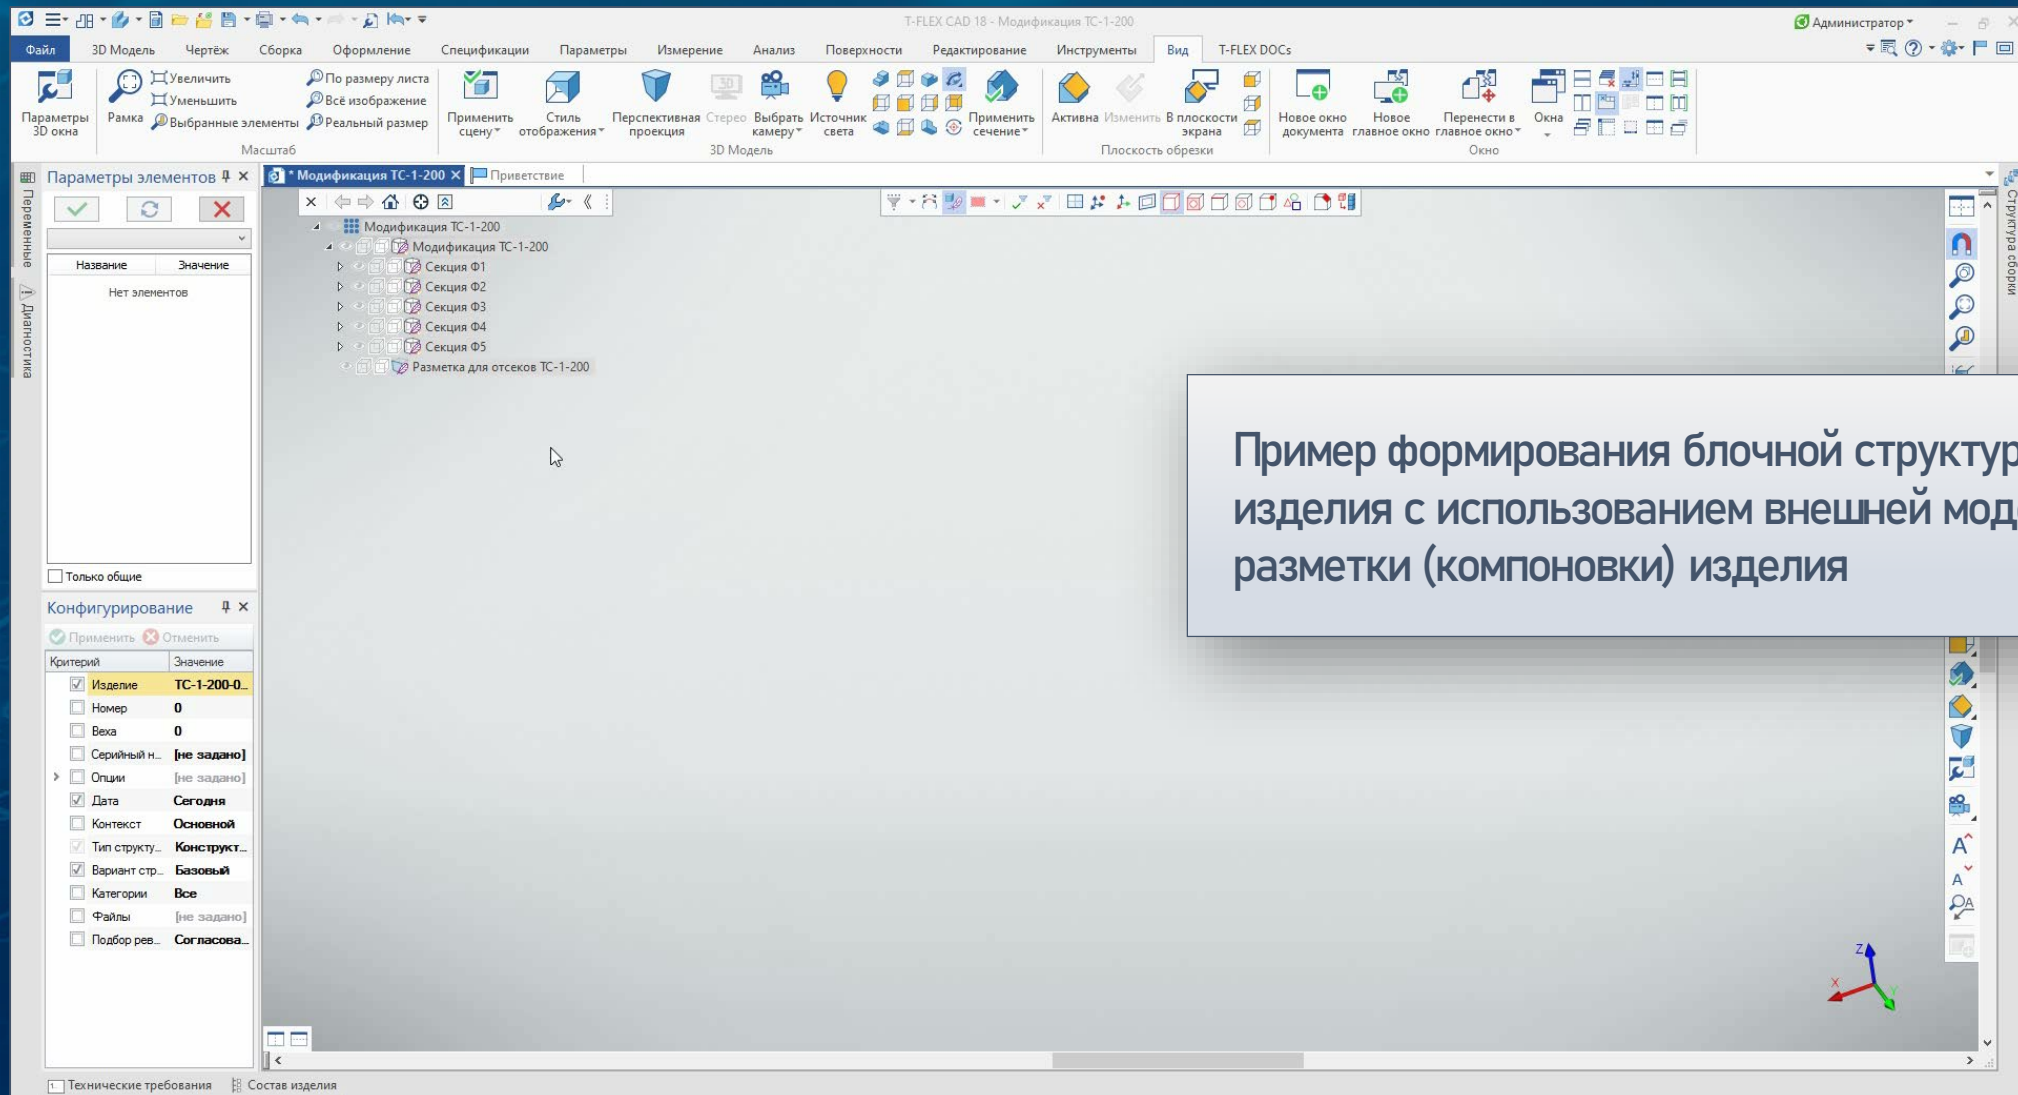 T-FLEX CAD 18 - Модификация ТС-1-200
Администратор
Файл 3D Модель Чертёж Сборка Оформление Спецификации Параметры Измерение Анализ Поверхности Редактирование Инструменты Вид T-FLEX DOCs
Параметры
3D окна
Рамка
Увеличить
Уменьшить
Выбранные элементы
По размеру листа
Всё изображение
Реальный размер
Масштаб
Применить
сцену
Стиль
отображения
Перспективная
проекция
Стерео
Выбрать
камеру
Источник
света
Применить
сечение
3D Модель
Активна
Изменить
В плоскости
экрана
Плоскость обрезки
Новое окно
документа
Новое
главное окно
Перенести в
главное окно
Окна
Окно
Переменные
Диагностика
Параметры элементов
Название Значение
Нет элементов
Только общие
Конфигурирование
Применить Отменить
Критерий Значение
Изделие ТС-1-200-0...
Номер 0
Веха 0
Серийный н... [не задано]
Опции [не задано]
Дата Сегодня
Контекст Основной
Тип структу... Конструкт...
Вариант стр... Базовый
Категории Все
Файлы [не задано]
Подбор рев... Согласова...
* Модификация ТС-1-200
Приветствие
Модификация ТС-1-200
Модификация ТС-1-200
Секция Ф1
Секция Ф2
Секция Ф3
Секция Ф4
Секция Ф5
Разметка для отсеков ТС-1-200
Пример формирования блочной структур
изделия с использованием внешней мод
разметки (компоновки) изделия
Структура сборки
Z
X
Y
Технические требования Состав изделия